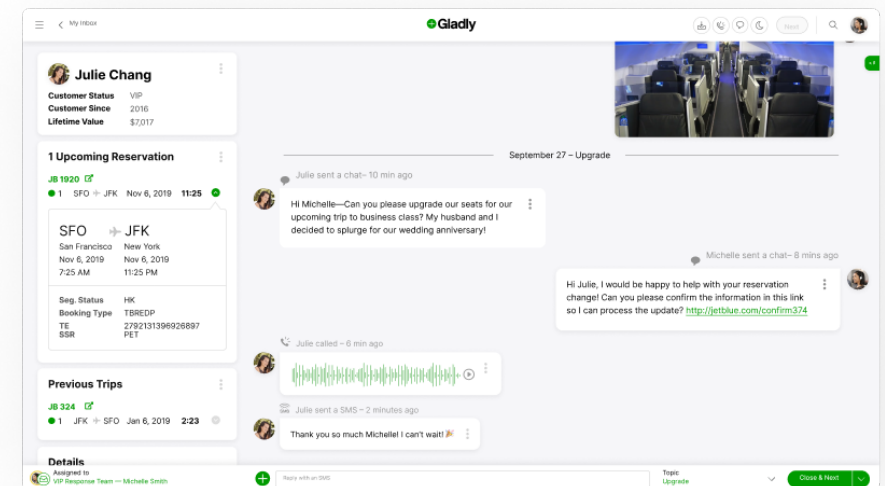 My Inbox
Gladly
Next
Julie Chang
Customer Status VIP
Customer Since 2016
Lifetime Value $7,017
1 Upcoming Reservation
JB 1920
1 SFO JFK Nov 6, 2019 11:25
SFO JFK
San Francisco New York
Nov 6, 2019 Nov 6, 2019
7:25 AM 11:25 PM
Seg. Status HK
Booking Type TBREDP
TE 2792131396926897
SSR PET
Previous Trips
JB 324
1 JFK SFO Jan 6, 2019 2:23
Details
Assigned to
VIP Response Team — Michelle Smith
September 27 – Upgrade
Julie sent a chat– 10 min ago
Hi Michelle—Can you please upgrade our seats for our
upcoming trip to business class? My husband and I
decided to splurge for our wedding anniversary!
Michelle sent a chat– 8 mins ago
Hi Julie, I would be happy to help with your reservation
change! Can you please confirm the information in this link
so I can process the update? http://jetblue.com/confirm374
Julie called – 6 min ago
Julie sent a SMS – 2 minutes ago
Thank you so much Michelle! I can't wait!🎉
Reply with an SMS
Topic
Upgrade
Close & Next